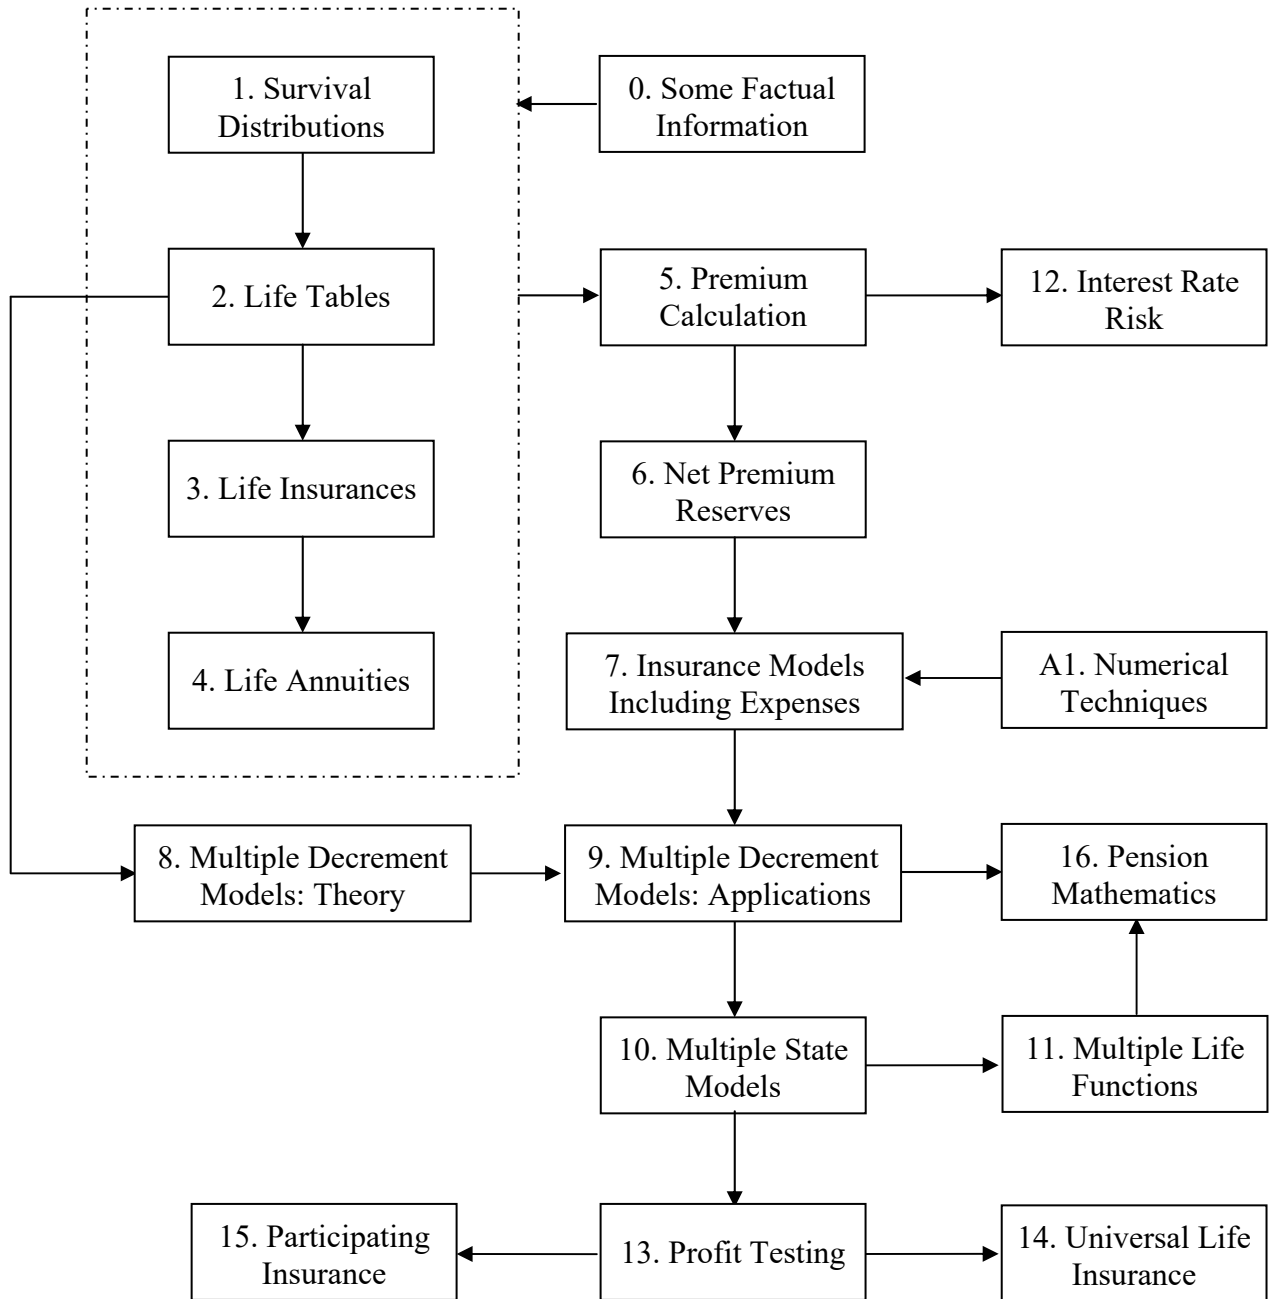 1. Survival
Distributions
0. Some Factual
Information
2. Life Tables
5. Premium
Calculation
12. Interest Rate
Risk
3. Life Insurances
6. Net Premium
Reserves
4. Life Annuities
7. Insurance Models
Including Expenses
A1. Numerical
Techniques
8. Multiple Decrement
Models: Theory
9. Multiple Decrement
Models: Applications
16. Pension
Mathematics
10. Multiple State
Models
11. Multiple Life
Functions
15. Participating
Insurance
13. Profit Testing
14. Universal Life
Insurance